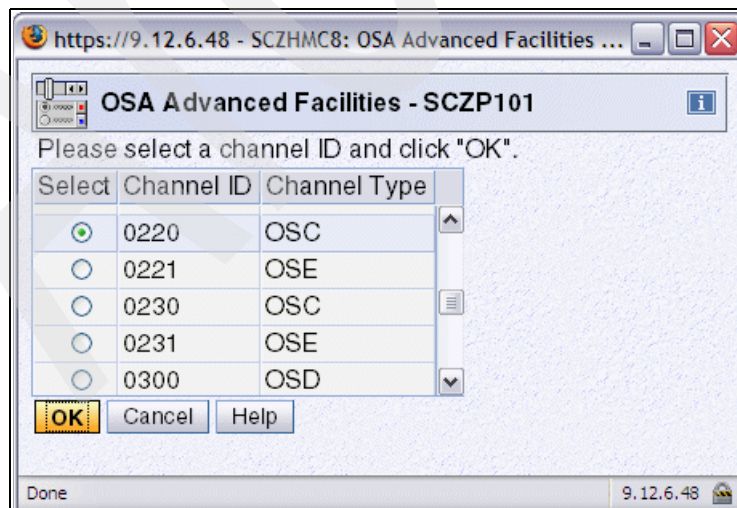 https://9.12.6.48 - SCZHMC8: OSA Advanced Facilities ...
OSA Advanced Facilities - SCZP101
Please select a channel ID and click "OK".
Select Channel ID Channel Type
0220 OSC
0221 OSE
0230 OSC
0231 OSE
0300 OSD
OK Cancel Help
Done 9.12.6.48